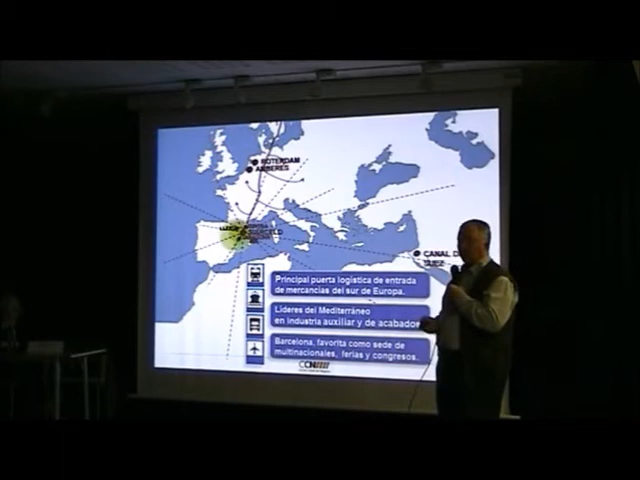 ROTERDAM
AMBERES
CANAL D
SUEZ
Principal puerta logística de entrada
de mercancías del sur de Europa.
Líderes del Mediterráneo
en industria auxiliar y de acabado
Barcelona, favorita como sede de
multinacionales, ferias y congresos.